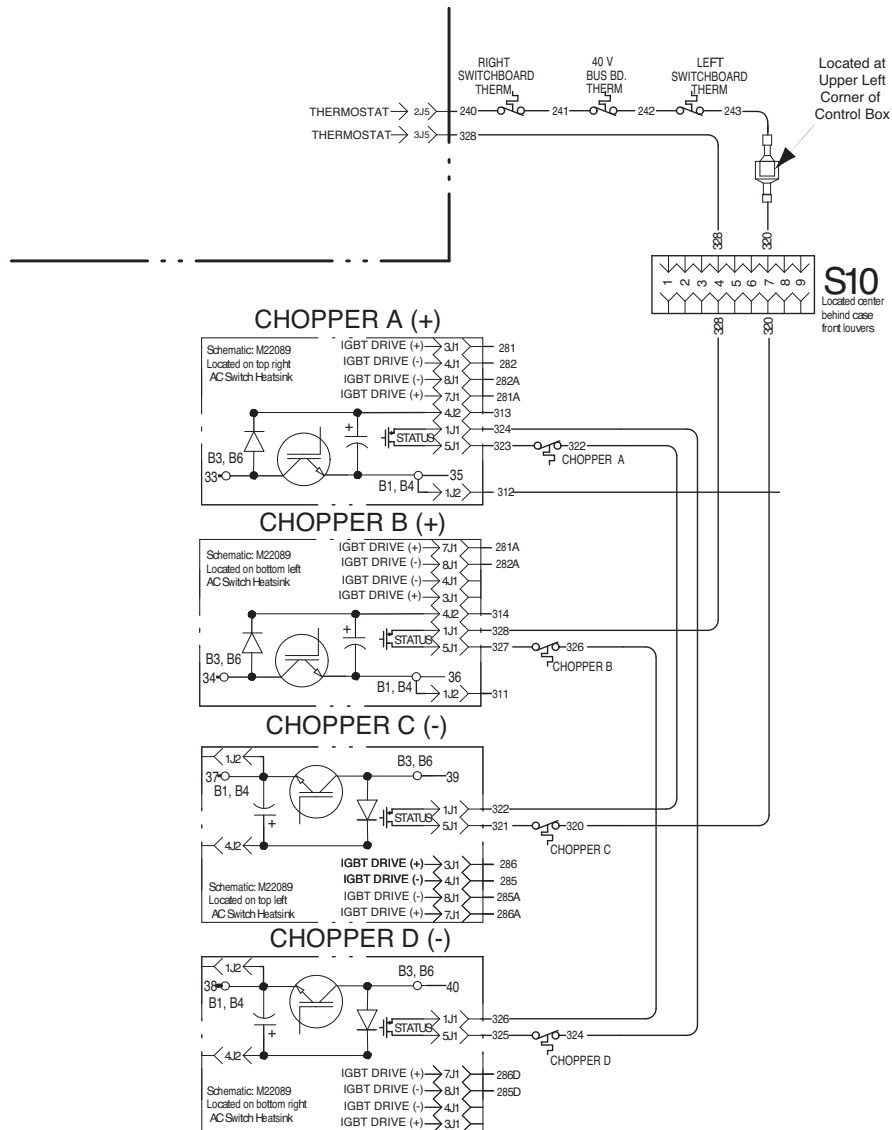 RIGHT
SWITCHBOARD
THERM
40 V
BUS BD.
THERM
LEFT
SWITCHBOARD
THERM
Located at
Upper Left
Corner of
Control Box
THERMOSTAT 2J5 240 241 242 243
THERMOSTAT 3J5 328
328 320
1 2 3 4 5 6 7 8 9
S10
Located center
behind case
front louvers
328 320
CHOPPER A (+)
Schematic: M22089
Located on top right
AC Switch Heatsink
IGBT DRIVE (+) 3J1 281
IGBT DRIVE (-) 4J1 282
IGBT DRIVE (-) 8J1 282A
IGBT DRIVE (+) 7J1 281A
4J2 313
1J1 324
STATUS
5J1 323 322
CHOPPER A
+
B3, B6
33
35
B1, B4
1J2 312
CHOPPER B (+)
Schematic: M22089
Located on bottom left
AC Switch Heatsink
IGBT DRIVE (+) 7J1 281A
IGBT DRIVE (-) 8J1 282A
IGBT DRIVE (-) 4J1
IGBT DRIVE (+) 3J1
4J2 314
1J1 328
STATUS
5J1 327 326
CHOPPER B
+
B3, B6
34
36
B1, B4
1J2 311
CHOPPER C (-)
1J2
B3, B6
37
39
B1, B4
1J1 322
STATUS
5J1 321 320
CHOPPER C
+
4J2
IGBT DRIVE (+) 3J1 286
IGBT DRIVE (-) 4J1 285
IGBT DRIVE (-) 8J1 285A
IGBT DRIVE (+) 7J1 286A
Schematic: M22089
Located on top left
AC Switch Heatsink
CHOPPER D (-)
1J2
B3, B6
38
40
B1, B4
1J1 326
STATUS
5J1 325 324
CHOPPER D
+
4J2
IGBT DRIVE (+) 7J1 286D
IGBT DRIVE (-) 8J1 285D
IGBT DRIVE (-) 4J1
IGBT DRIVE (+) 3J1
Schematic: M22089
Located on bottom right
AC Switch Heatsink